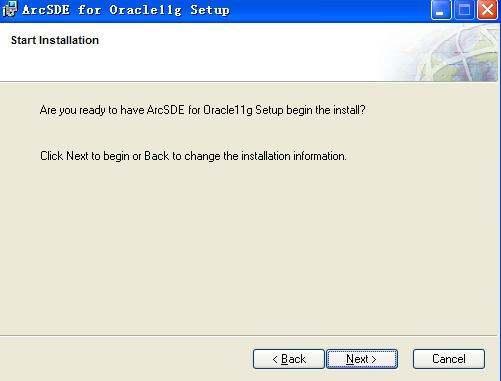 ArcSDE for Oracle11g Setup
Start Installation
Are you ready to have ArcSDE for Oracle11g Setup begin the install?
Click Next to begin or Back to change the installation information.
< Back Next > Cancel